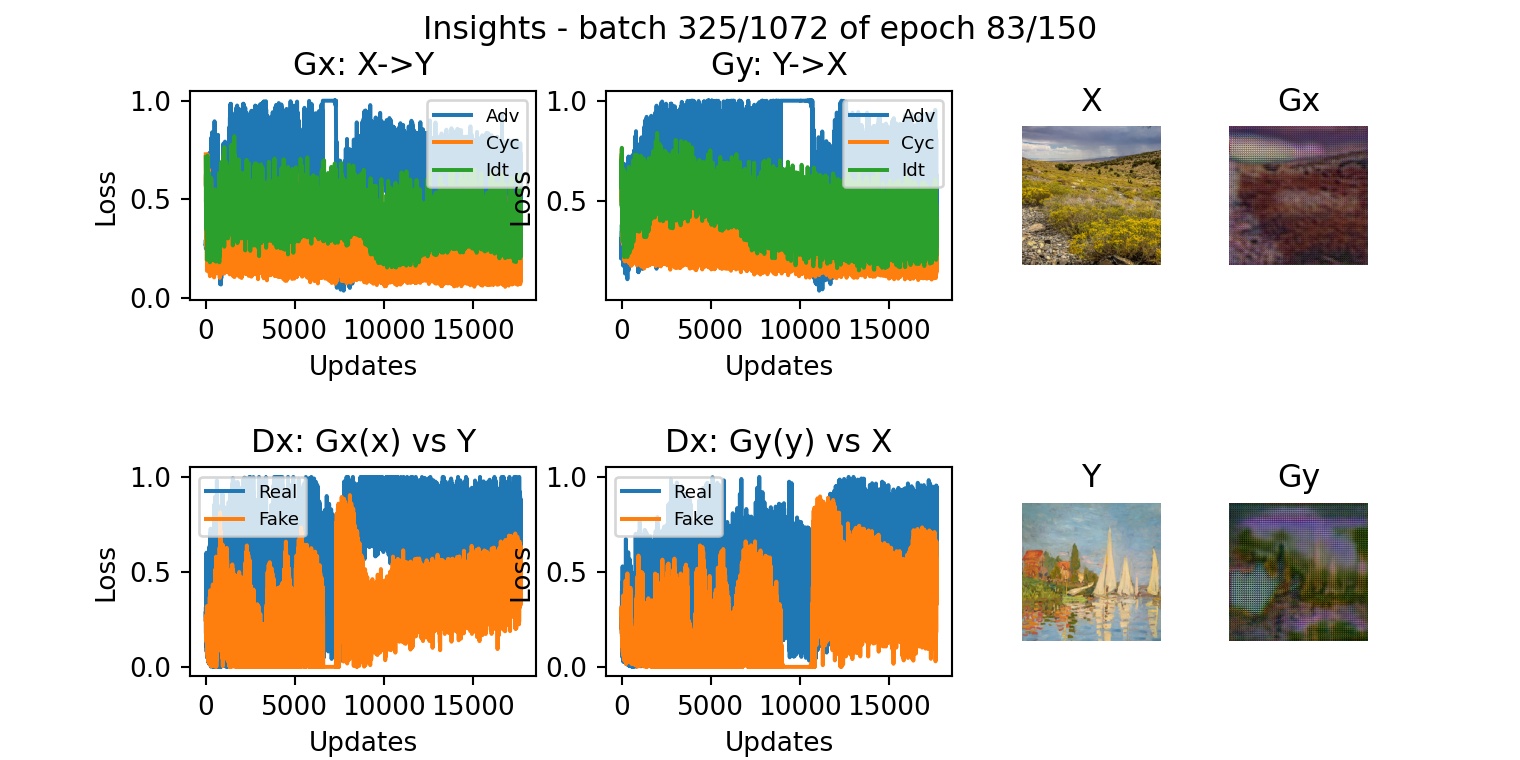 Insights - batch 325/1072 of epoch 83/150
Gx: X->Y
1.0
0.5
0.0
Loss
Adv
Cyc
Idt
0 5000 10000 15000
Updates
Gy: Y->X
1.0
0.5
Loss
Adv
Cyc
Idt
0 5000 10000 15000
Updates
X
Gx
Dx: Gx(x) vs Y
1.0
0.5
0.0
Loss
Real
Fake
0 5000 10000 15000
Updates
Dx: Gy(y) vs X
1.0
0.5
0.0
Loss
Real
Fake
0 5000 10000 15000
Updates
Y
Gy